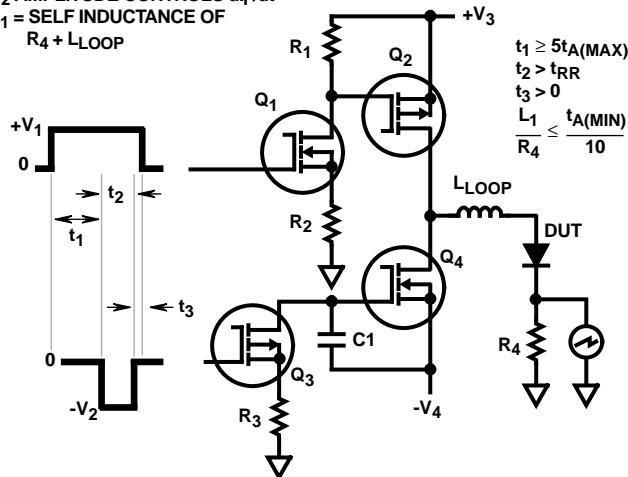 1 = SELF INDUCTANCE OF
R4 + LLOOP
+V3
R1
Q2
t1 ≥ 5tA(MAX)
t2 > tRR
t3 > 0
L1/R4 ≤ tA(MIN)/10
Q1
+V1
0
t2
t1
R2
LLOOP
DUT
Q4
t3
0
C1
R4
Q3
-V2
R3
-V4